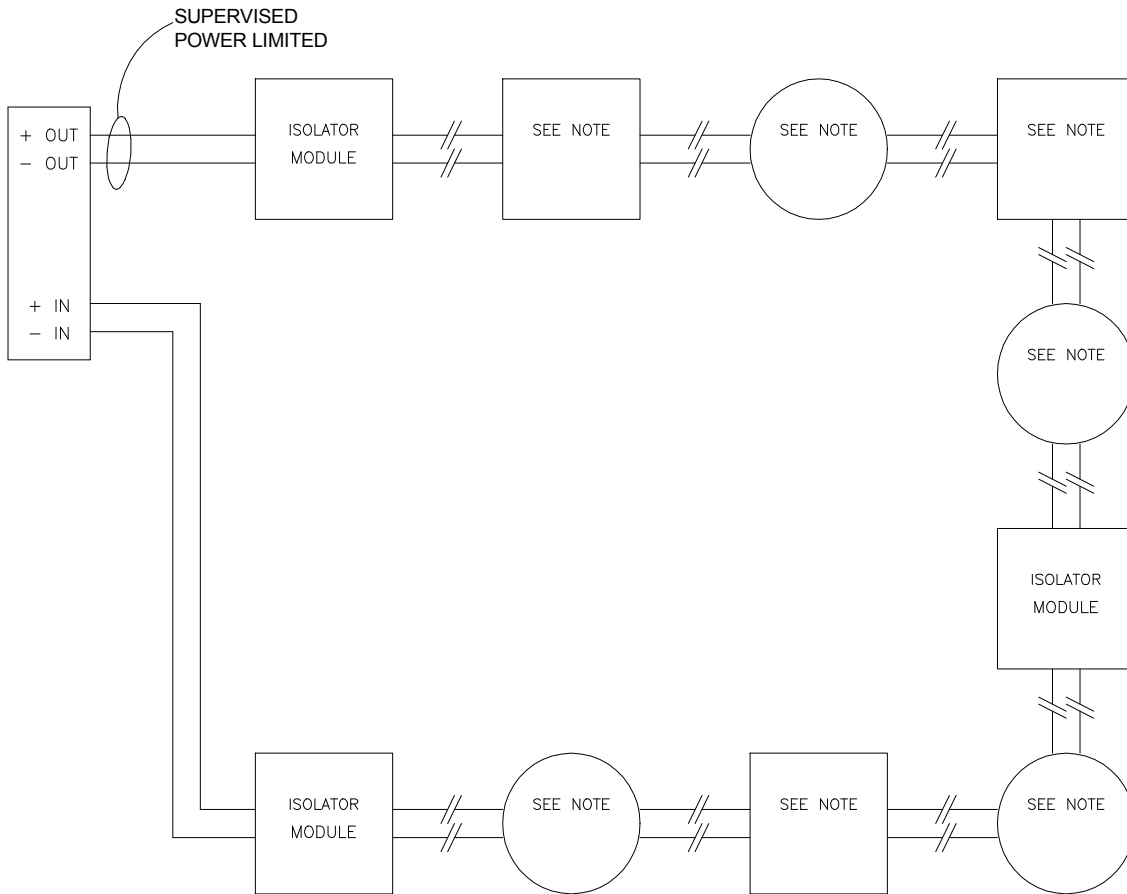 SUPERVISED
POWER LIMITED
+ OUT
− OUT
+ IN
− IN
ISOLATOR
MODULE
SEE NOTE
SEE NOTE
SEE NOTE
SEE NOTE
ISOLATOR
MODULE
SEE NOTE
SEE NOTE
SEE NOTE
ISOLATOR
MODULE